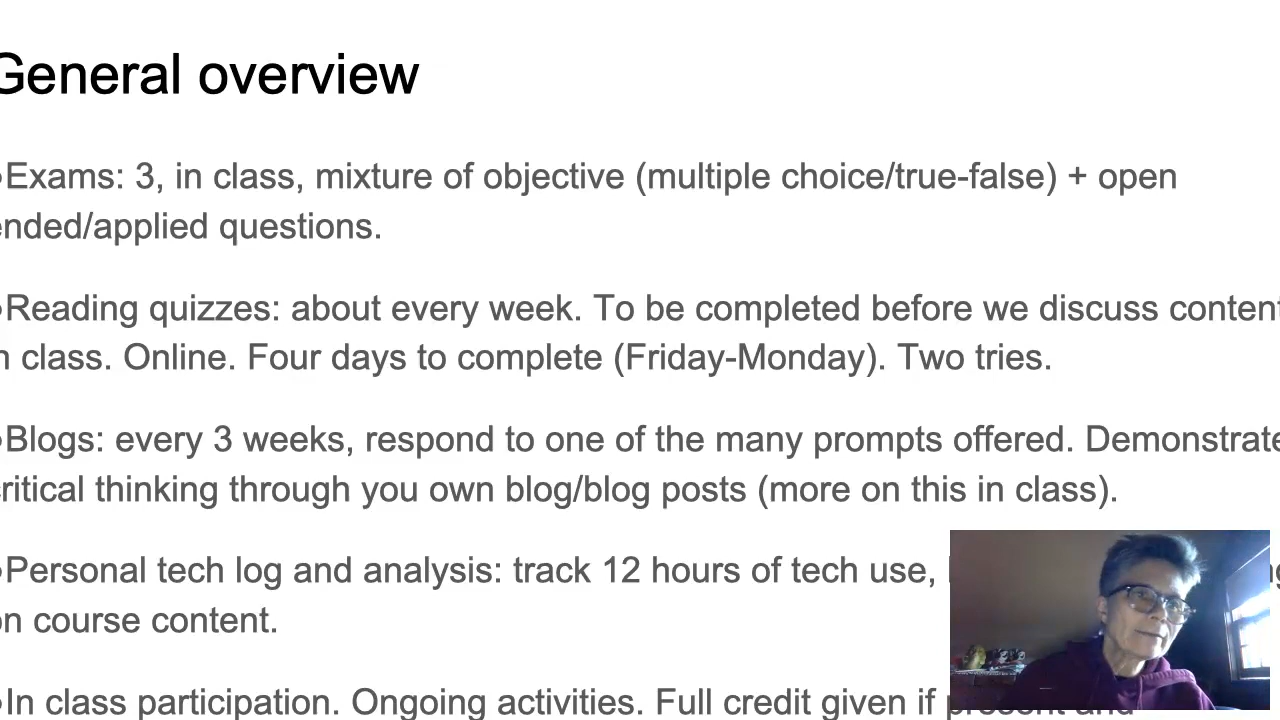 General overview
•Exams: 3, in class, mixture of objective (multiple choice/true-false) + open
ended/applied questions.
•Reading quizzes: about every week. To be completed before we discuss content
in class. Online. Four days to complete (Friday-Monday). Two tries.
•Blogs: every 3 weeks, respond to one of the many prompts offered. Demonstrate
critical thinking through you own blog/blog posts (more on this in class).
•Personal tech log and analysis: track 12 hours of tech use,
on course content.
•In class participation. Ongoing activities. Full credit given if present and